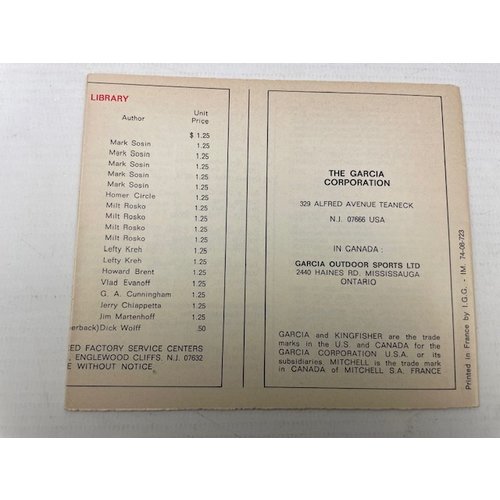 LIBRARY
Author Unit
Price
$ 1.25
Mark Sosin 1.25
Mark Sosin 1.25
Mark Sosin 1.25
Mark Sosin 1.25
Mark Sosin 1.25
Homer Circle 1.25
Milt Rosko 1.25
Milt Rosko 1.25
Milt Rosko 1.25
Milt Rosko 1.25
Lefty Kreh 1.25
Lefty Kreh 1.25
Howard Brent 1.25
Vlad Evanoff 1.25
G. A. Cunningham 1.25
Jerry Chiappetta 1.25
Jim Martenhoff 1.25
erback)Dick Wolff .50
ED FACTORY SERVICE CENTERS
, ENGLEWOOD CLIFFS, N.J. 07632
E WITHOUT NOTICE.
THE GARCIA
CORPORATION
329 ALFRED AVENUE TEANECK
N.J. 07666 USA
IN CANADA :
GARCIA OUTDOOR SPORTS LTD
2440 HAINES RD. MISSISSAUGA
ONTARIO
GARCIA and KINGFISHER are the trade
marks in the U.S. and CANADA for the
GARCIA CORPORATION U.S.A. or its
subsidiaries. MITCHELL is the trade mark
in CANADA of MITCHELL S.A. FRANCE
Printed in France by I.G.G. - IM. 74-06-723